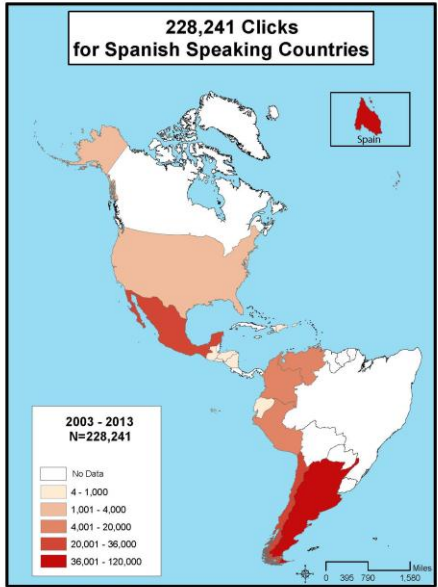 228,241 Clicks
for Spanish Speaking Countries
Spain
2003 - 2013
N=228,241
No Data
4 - 1,000
1,001 - 4,000
4,001 - 20,000
20,001 - 36,000
36,001 - 120,000
Miles
0 395 790 1,580